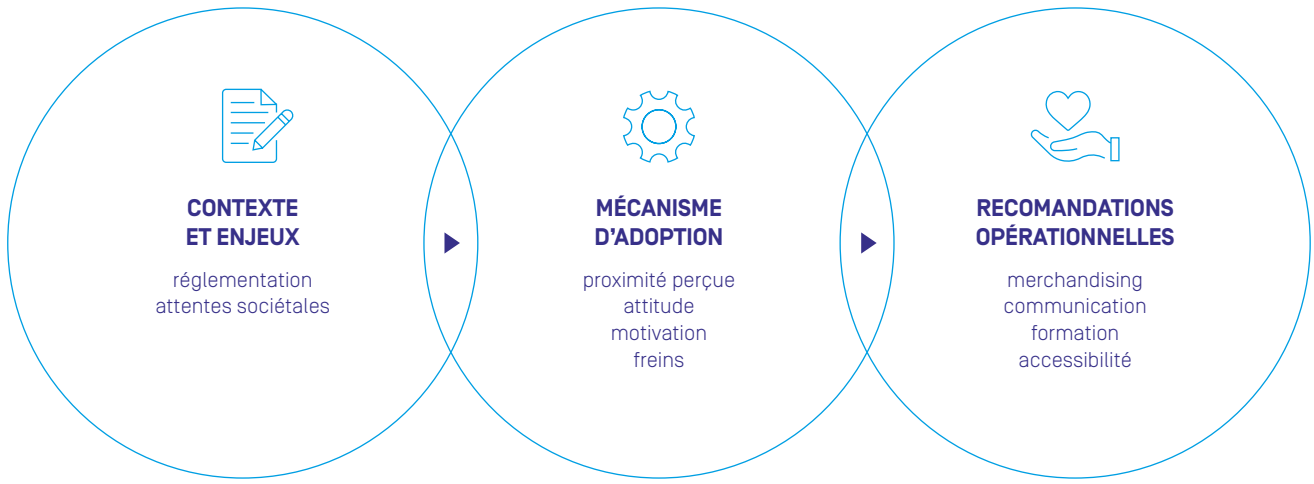 CONTEXTE
ET ENJEUX
réglementation
attentes sociétales
MÉCANISME
D'ADOPTION
proximité perçue
attitude
motivation
freins
RECOMANDATIONS
OPÉRATIONNELLES
merchandising
communication
formation
accessibilité